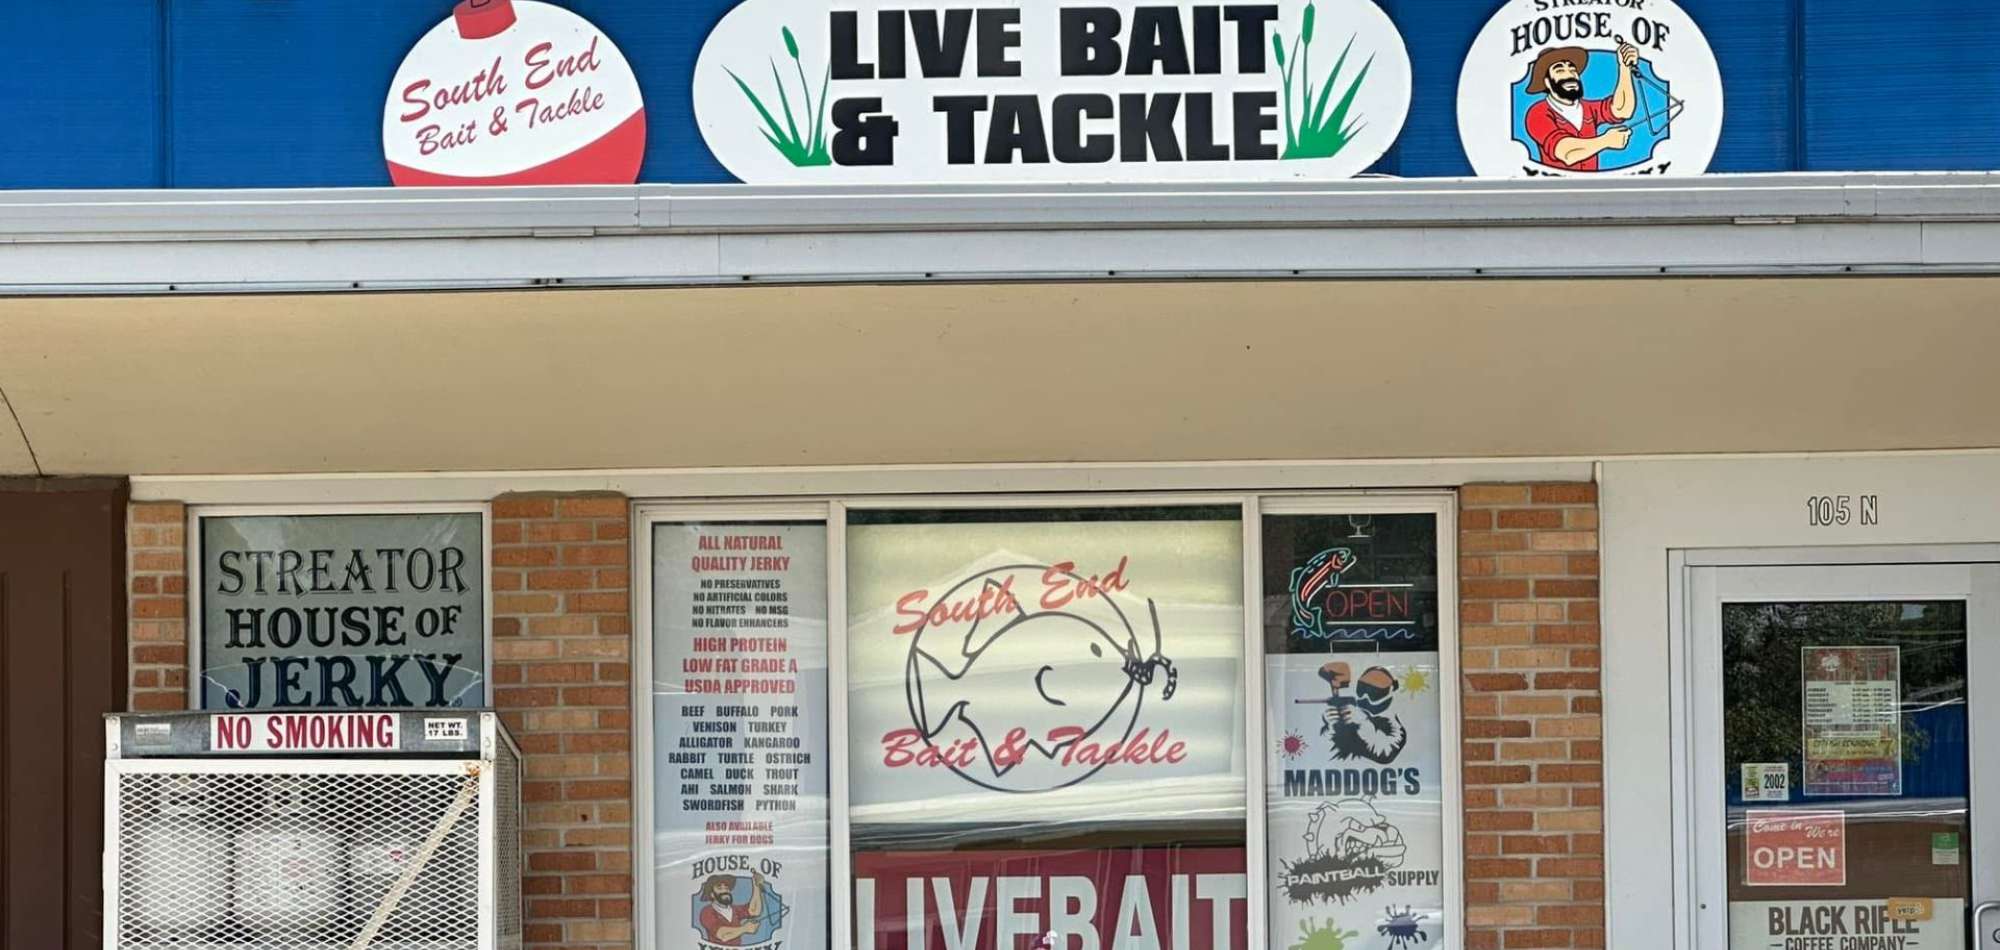 South End
Bait & Tackle
LIVE BAIT
& TACKLE
STREATOR
HOUSE OF
105 N
STREATOR
HOUSE OF
JERKY
NO SMOKING
NET WT.
17 LBS.
ALL NATURAL
QUALITY JERKY
NO PRESERVATIVES
NO ARTIFICIAL COLORS
NO NITRATES NO MSG
NO FLAVOR ENHANCERS
HIGH PROTEIN
LOW FAT GRADE A
USDA APPROVED
BEEF BUFFALO PORK
VENISON TURKEY
ALLIGATOR KANGAROO
RABBIT TURTLE OSTRICH
CAMEL DUCK TROUT
AHI SALMON SHARK
SWORDFISH PYTHON
ALSO AVAILABLE
JERKY FOR DOGS
HOUSE OF
South End
Bait & Tackle
LIVE BAIT
OPEN
MADDOG'S
PAINTBALL SUPPLY
2002
Come in We're
OPEN
yelp
BLACK RIFLE
COFFEE COMPANY